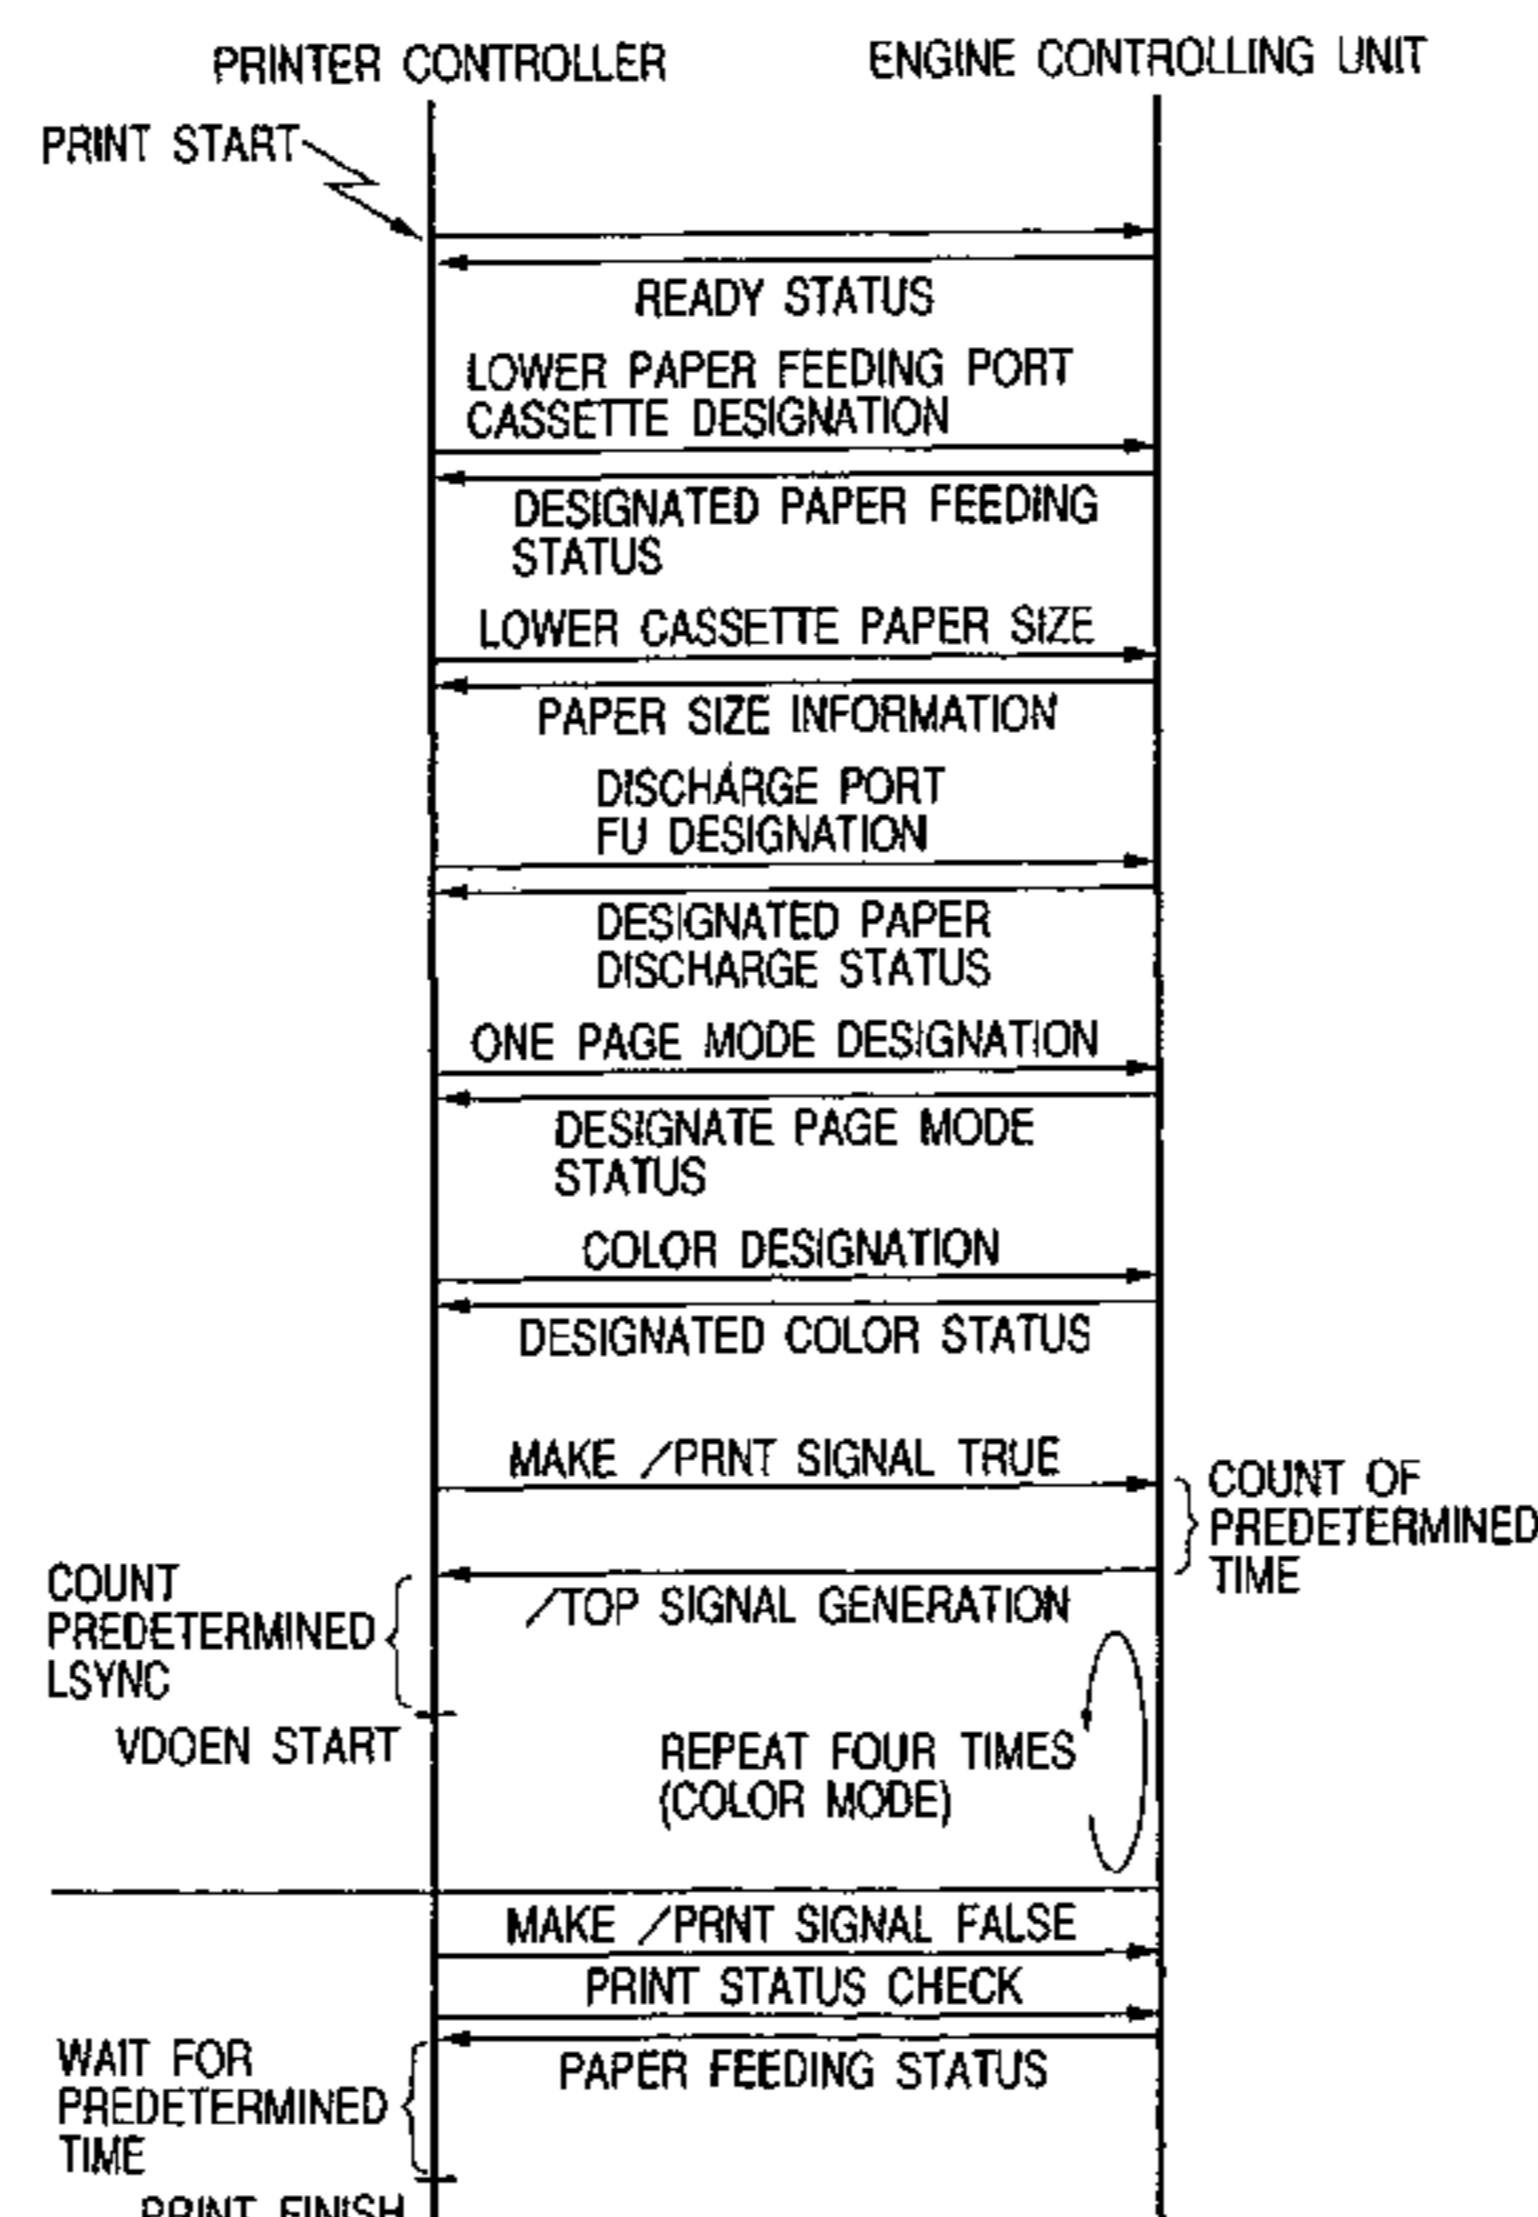 PRINTER CONTROLLER
ENGINE CONTROLLING UNIT
PRINT START
READY STATUS
LOWER PAPER FEEDING PORT
CASSETTE DESIGNATION
DESIGNATED PAPER FEEDING
STATUS
LOWER CASSETTE PAPER SIZE
PAPER SIZE INFORMATION
DISCHARGE PORT
FU DESIGNATION
DESIGNATED PAPER
DISCHARGE STATUS
ONE PAGE MODE DESIGNATION
DESIGNATE PAGE MODE
STATUS
COLOR DESIGNATION
DESIGNATED COLOR STATUS
MAKE /PRNT SIGNAL TRUE
COUNT OF
PREDETERMINED
TIME
/TOP SIGNAL GENERATION
COUNT
PREDETERMINED
LSYNC
VDOEN START
REPEAT FOUR TIMES
(COLOR MODE)
MAKE /PRNT SIGNAL FALSE
PRINT STATUS CHECK
PAPER FEEDING STATUS
WAIT FOR
PREDETERMINED
TIME
PRINT FINISH